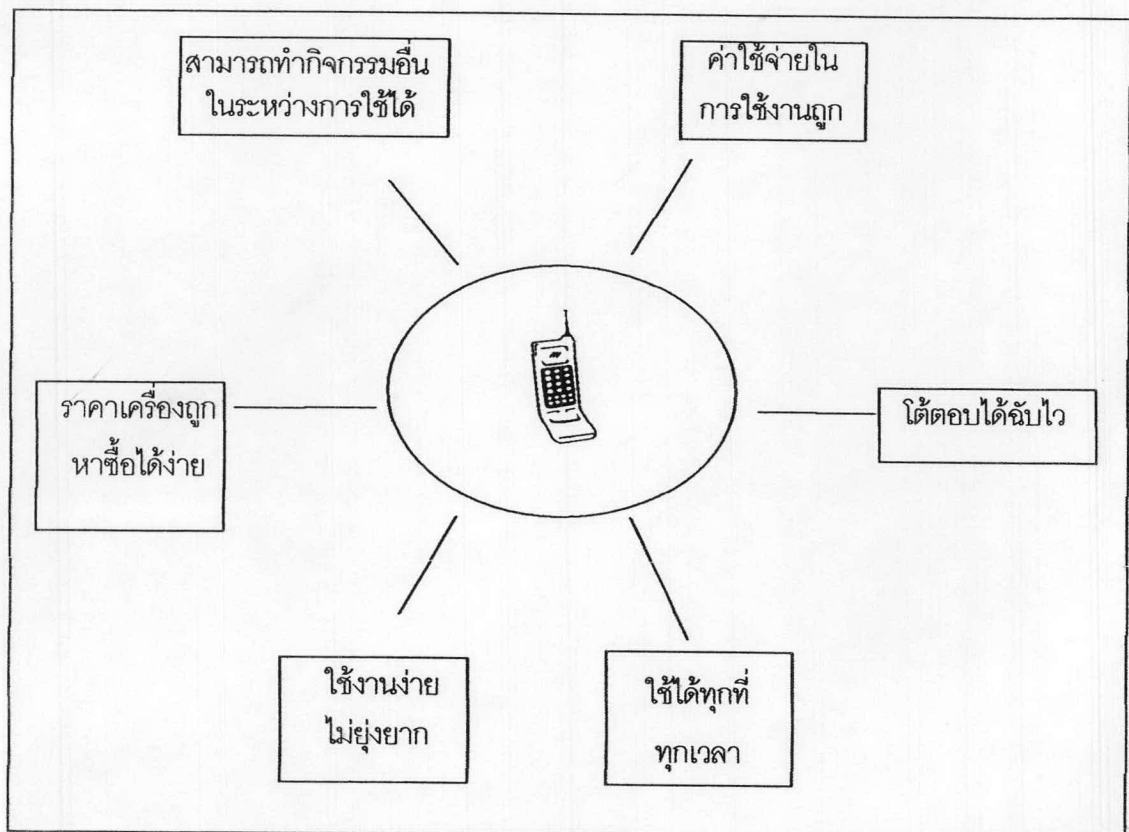 สามารถทำกิจกรรมอื่น
ในระหว่างการใช้ได้
ค่าใช้จ่ายใน
การใช้งานถูก
ราคาเครื่องถูก
หาซื้อได้ง่าย
โต้ตอบได้ฉับไว
ใช้งานง่าย
ไม่ยุ่งยาก
ใช้ได้ทุกที่
ทุกเวลา